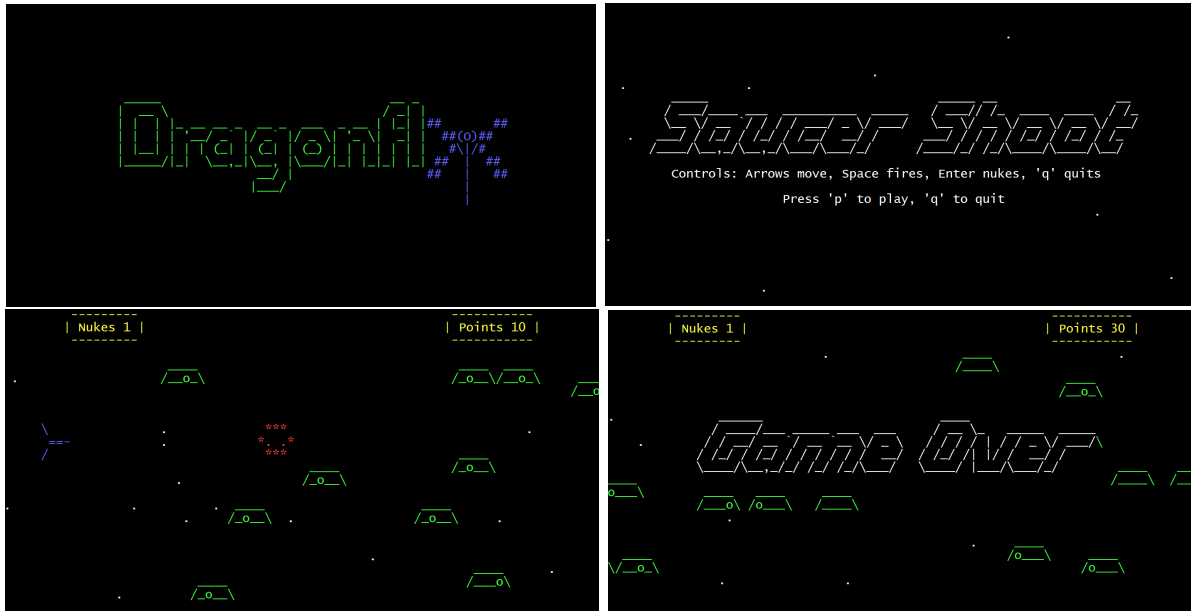 Dragonfly
Saucer Shoot
Controls: Arrows move, Space fires, Enter nukes, 'q' quits
Press 'p' to play, 'q' to quit
Nukes 1
Points 10
Nukes 1
Points 30
Game Over